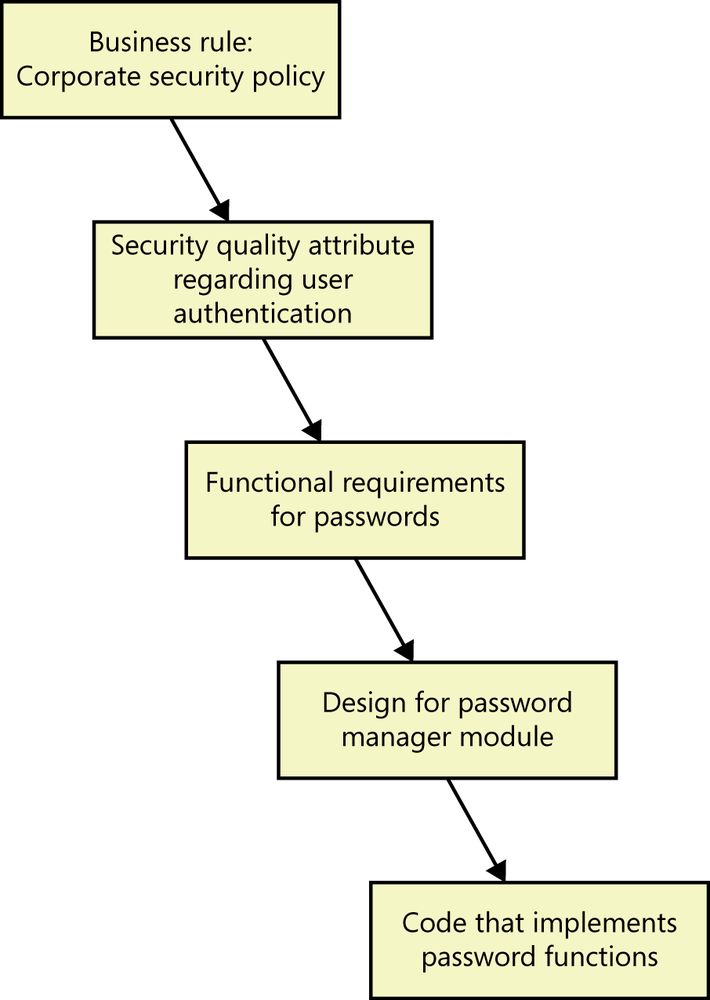 Business rule:
Corporate security policy
Security quality attribute
regarding user
authentication
Functional requirements
for passwords
Design for password
manager module
Code that implements
password functions